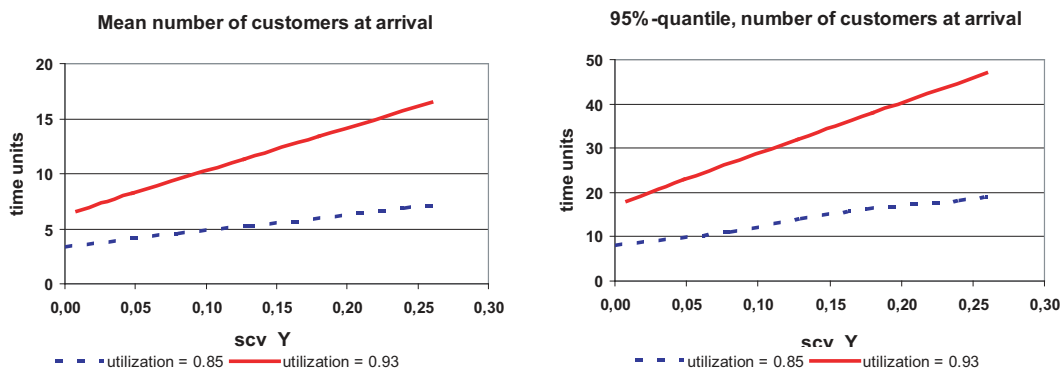 Mean number of customers at arrival
20
15
10
5
0
time units
0,00 0,05 0,10 0,15 0,20 0,25 0,30
scv Y
utilization = 0.85 utilization = 0.93
95%-quantile, number of customers at arrival
50
40
30
20
10
0
time units
0,00 0,05 0,10 0,15 0,20 0,25 0,30
scv Y
utilization = 0.85 utilization = 0.93